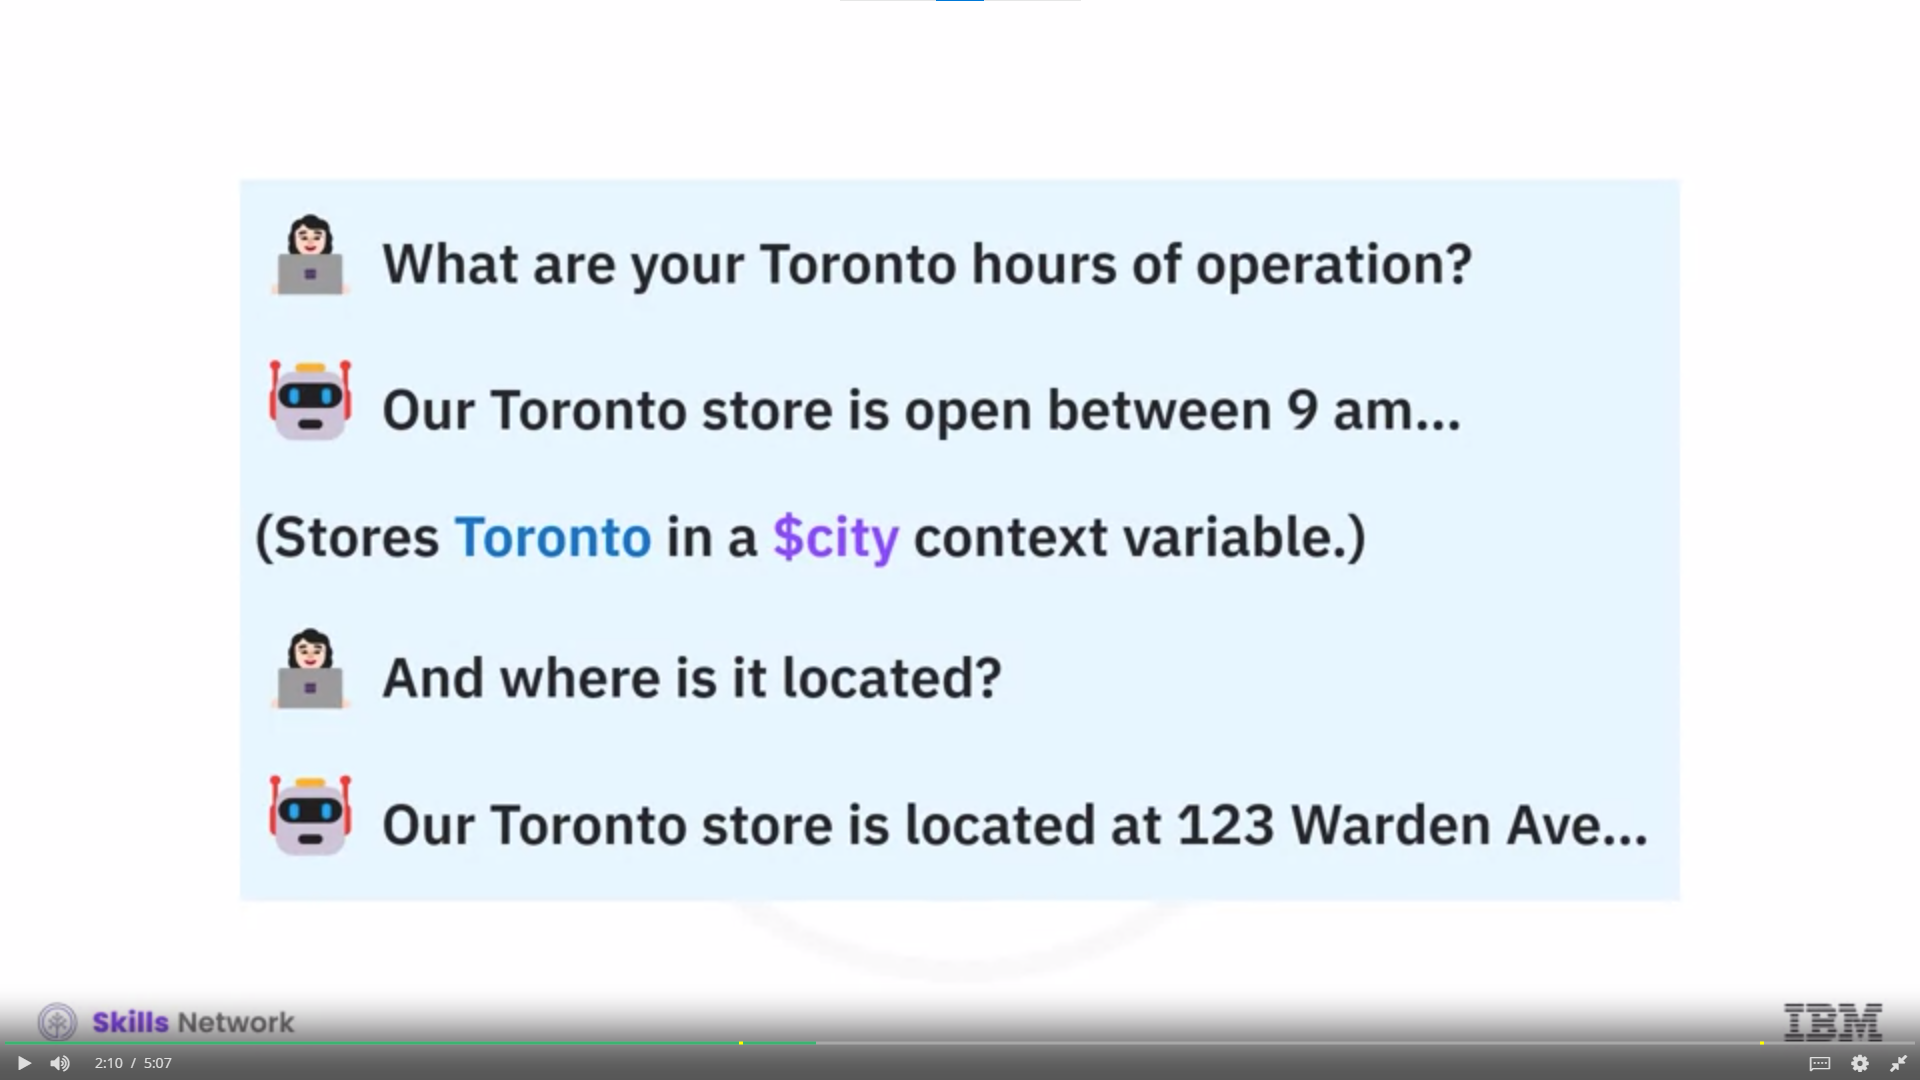 What are your Toronto hours of operation?
Our Toronto store is open between 9 am...
(Stores Toronto in a $city context variable.)
And where is it located?
Our Toronto store is located at 123 Warden Ave...
Skills Network
IBM
2:10 / 5:07